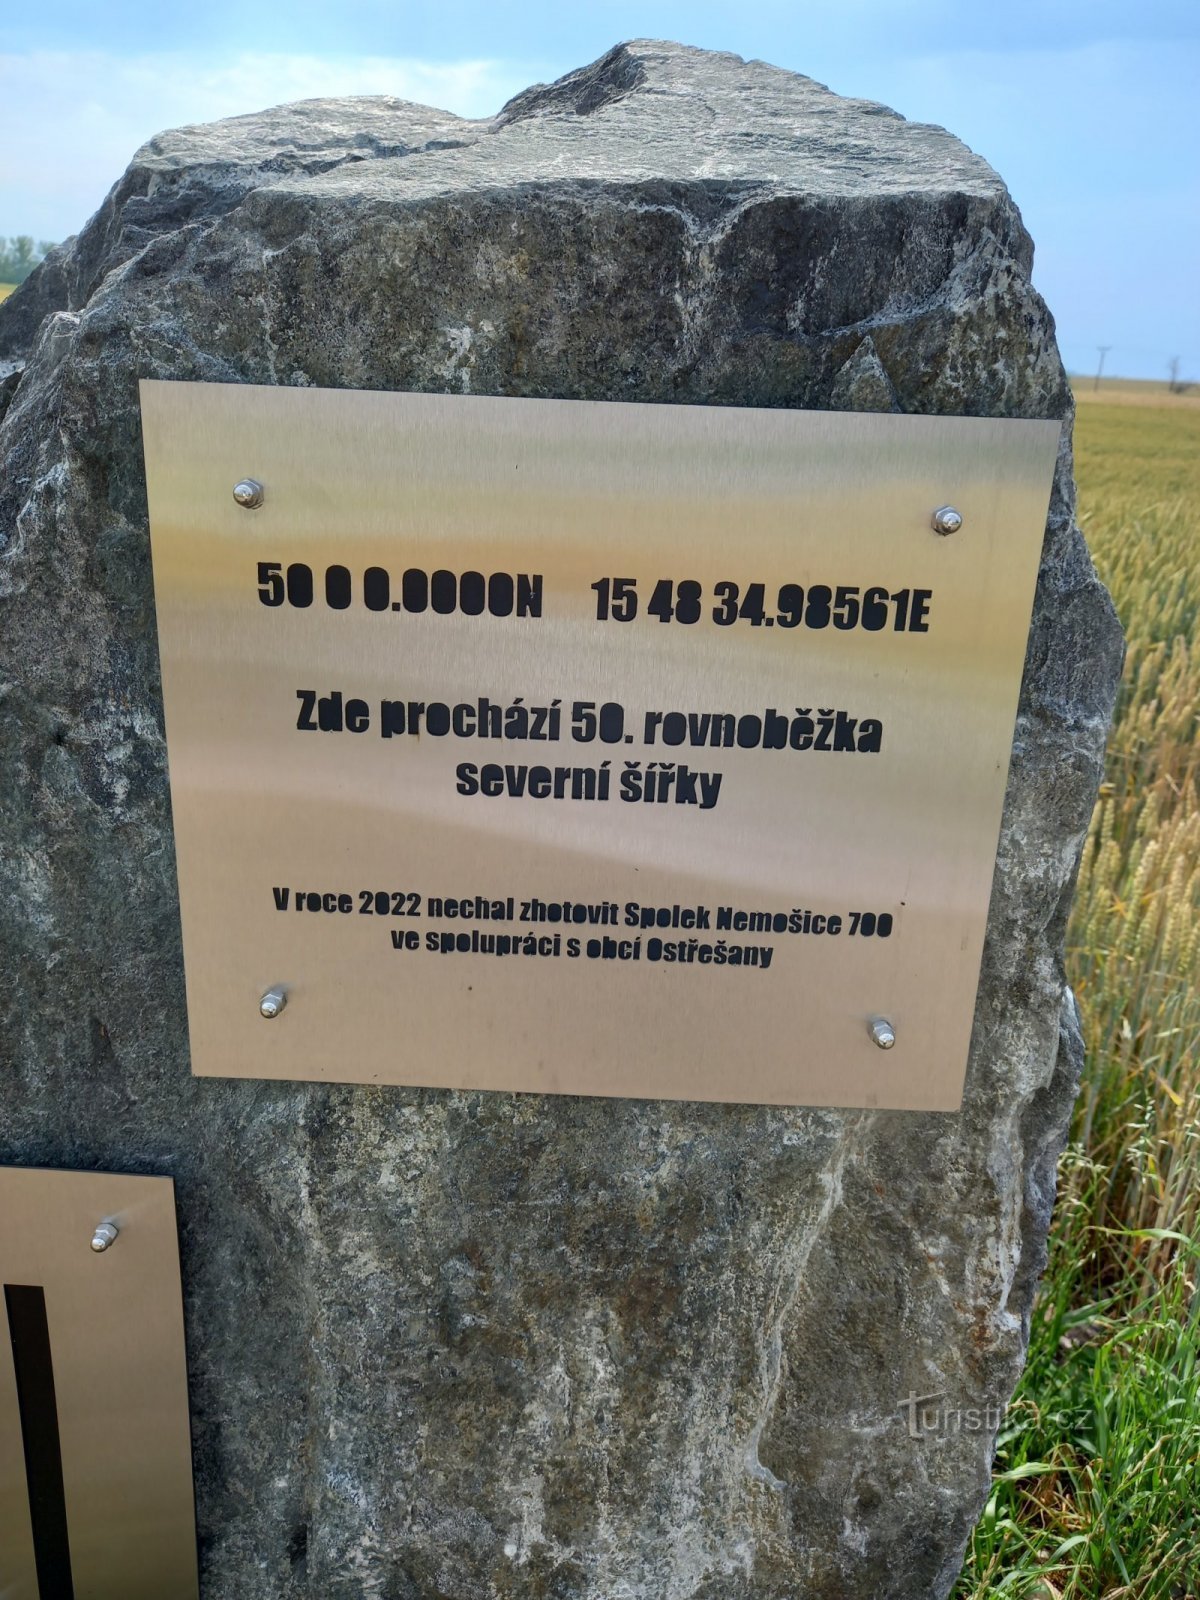 50 0 0.0000N 15 48 34.98561E
Zde prochází 50. rovnoběžka
severní šířky
V roce 2022 nechal zhotovit Spolek Nemošice 700
ve spolupráci s obcí Ostřešany
Turistika.cz